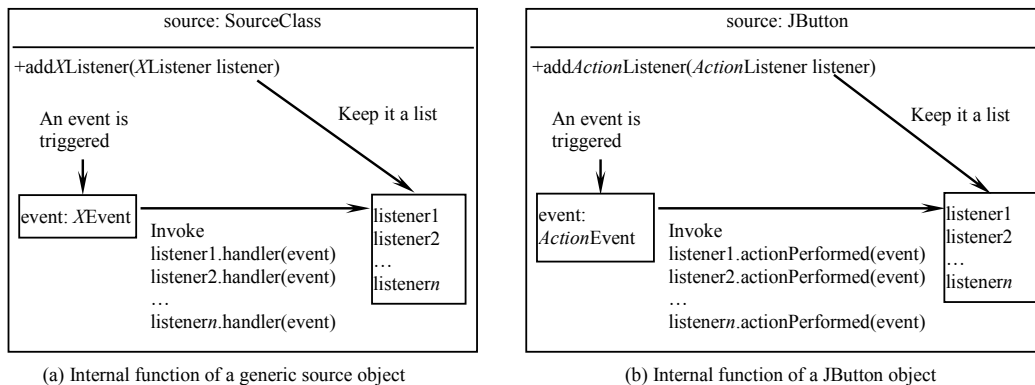 source: SourceClass
+addXListener(XListener listener)
An event is
triggered
Keep it a list
event: XEvent
listener1
listener2
…
listenern
Invoke
listener1.handler(event)
listener2.handler(event)
…
listenern.handler(event)
(a) Internal function of a generic source object
source: JButton
+addActionListener(ActionListener listener)
An event is
triggered
Keep it a list
event:
ActionEvent
listener1
listener2
…
listenern
Invoke
listener1.actionPerformed(event)
listener2.actionPerformed(event)
…
listenern.actionPerformed(event)
(b) Internal function of a JButton object